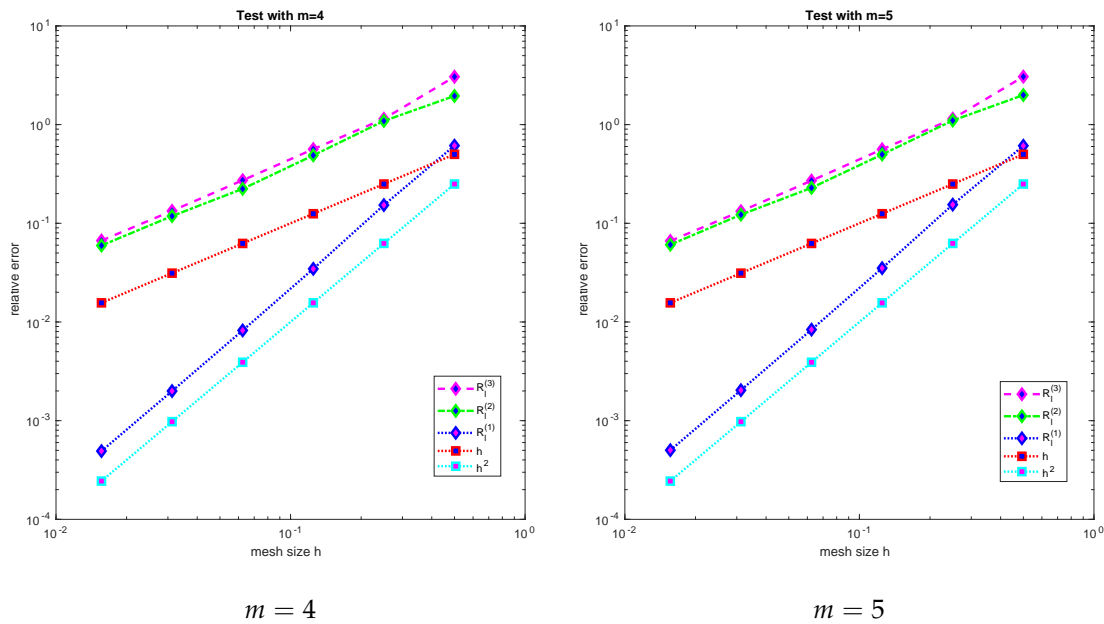 Test with m=4
10^1
10^0
10^-1
10^-2
10^-3
10^-4
relative error
10^-2
10^-1
10^0
mesh size h
R_l^(3)
R_l^(2)
R_l^(1)
h
h^2
m = 4
Test with m=5
10^1
10^0
10^-1
10^-2
10^-3
10^-4
relative error
10^-2
10^-1
10^0
mesh size h
R_l^(3)
R_l^(2)
R_l^(1)
h
h^2
m = 5